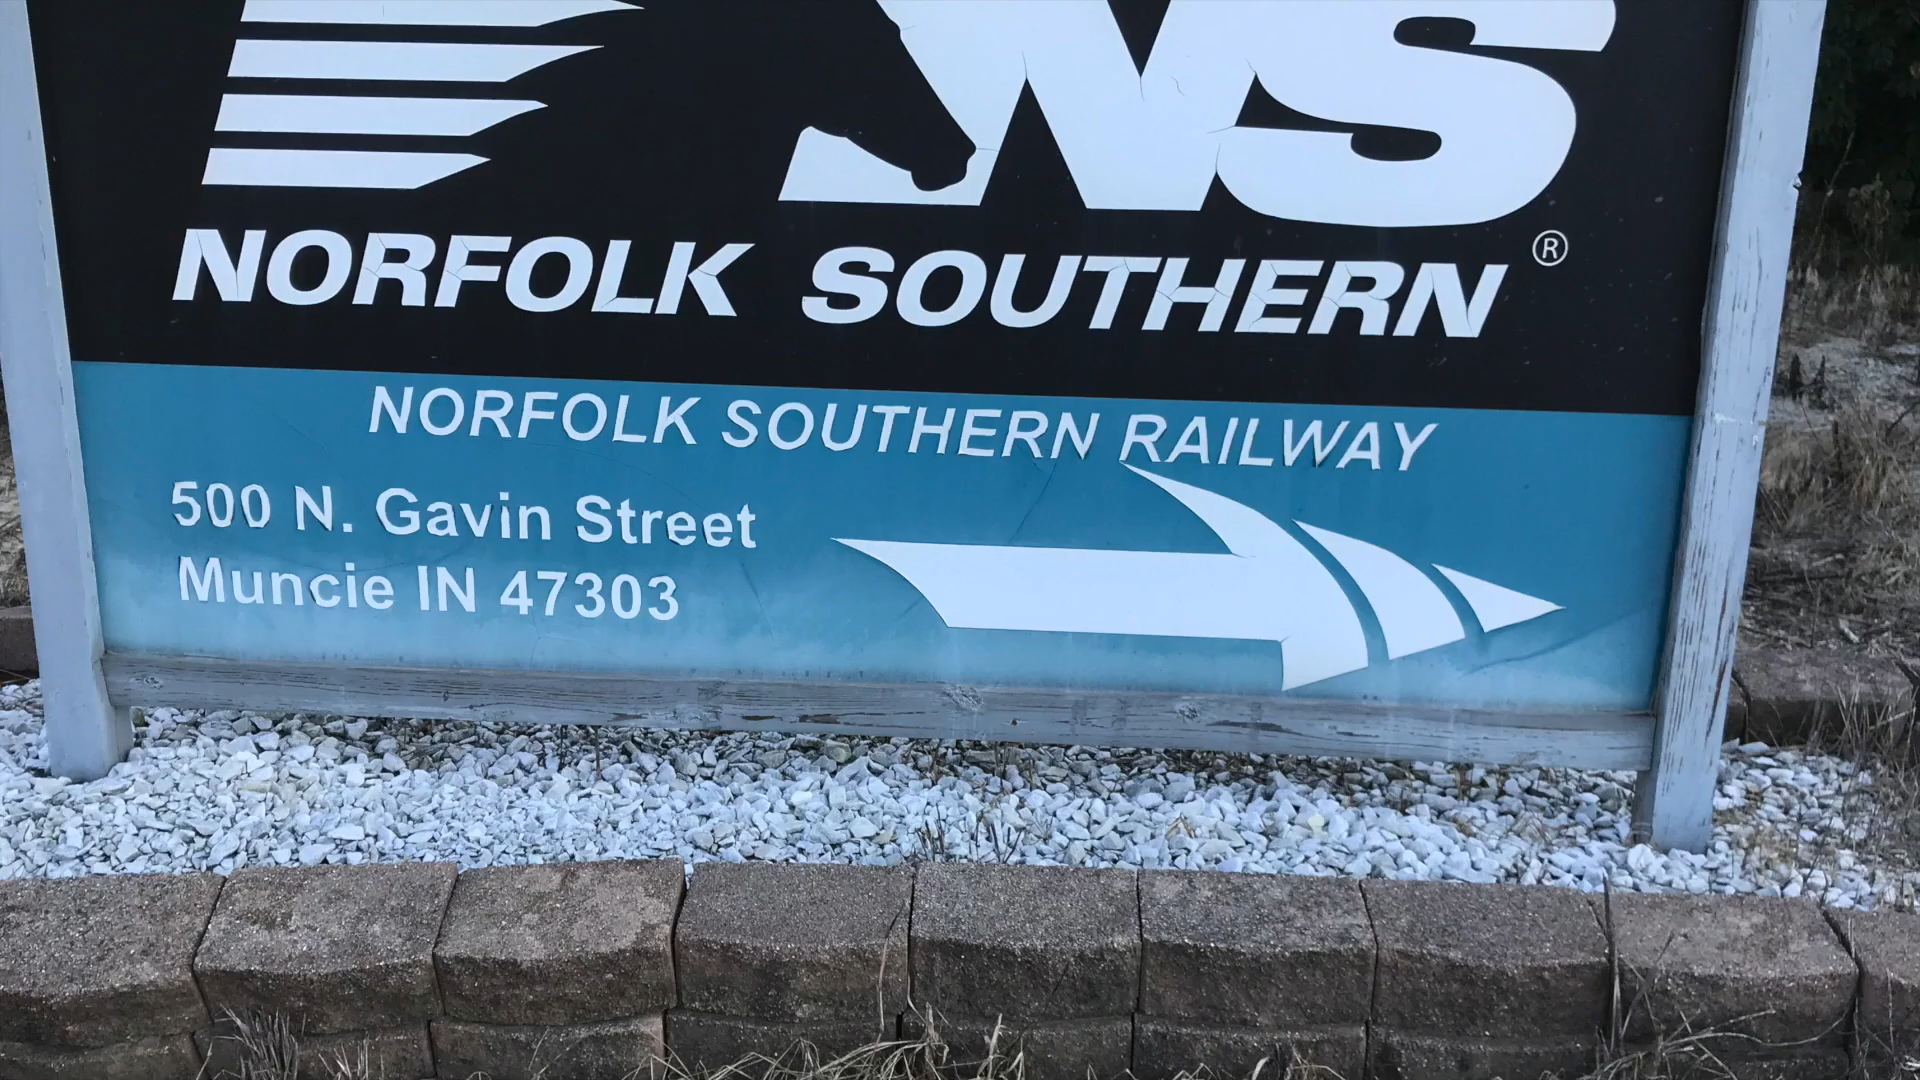 NS
NORFOLK SOUTHERN ®
NORFOLK SOUTHERN RAILWAY
500 N. Gavin Street
Muncie IN 47303